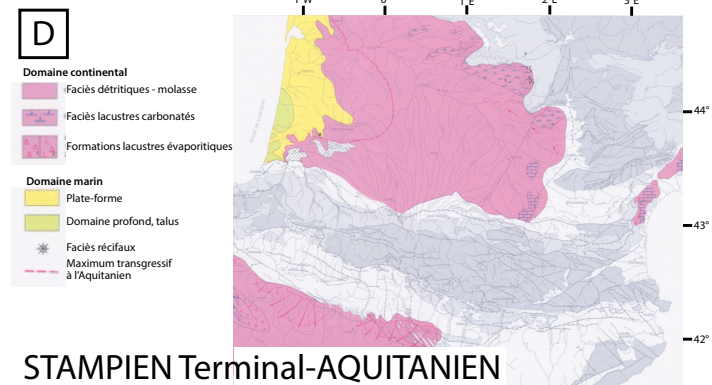 1°W 0° 1°E 2°E 3°E
D
Domaine continental
Faciès détritiques - molasse
Faciès lacustres carbonatés
44°
Formations lacustres évaporitiques
Domaine marin
Plate-forme
Domaine profond, talus
43°
Faciès récifaux
Maximum transgressif
à l'Aquitanien
42°
STAMPIEN Terminal-AQUITANIEN